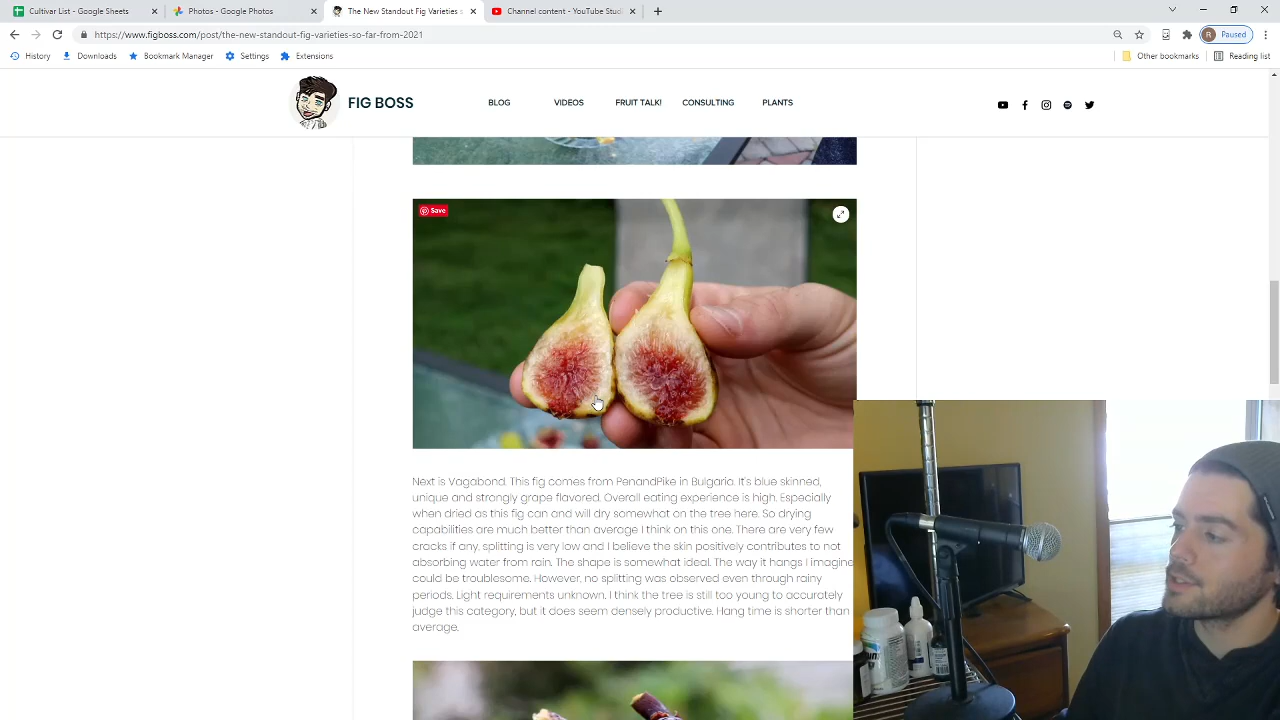 Cultivar List - Google Sheets
Photos - Google Photos
The New Standout Fig Varieties s
Channel content - YouTube Studi
https://www.figboss.com/post/the-new-standout-fig-varieties-so-far-from-2021
R Paused
History Downloads Bookmark Manager Settings Extensions
Other bookmarks Reading list
FIG BOSS
BLOG VIDEOS FRUIT TALK! CONSULTING PLANTS
Save
Next is Vagabond. This fig comes from PenandPike in Bulgaria. It's blue skinned,
unique and strongly grape flavored. Overall eating experience is high. Especially
when dried as this fig can and will dry somewhat on the tree here. So drying
capabilities are much better than average I think on this one. There are very few
cracks if any, splitting is very low and I believe the skin positively contributes to not
absorbing water from rain. The shape is somewhat ideal. The way it hangs I imagine
could be troublesome. However, no splitting was observed even through rainy
periods. Light requirements unknown. I think the tree is still too young to accurately
judge this category, but it does seem densely productive. Hang time is shorter than
average.